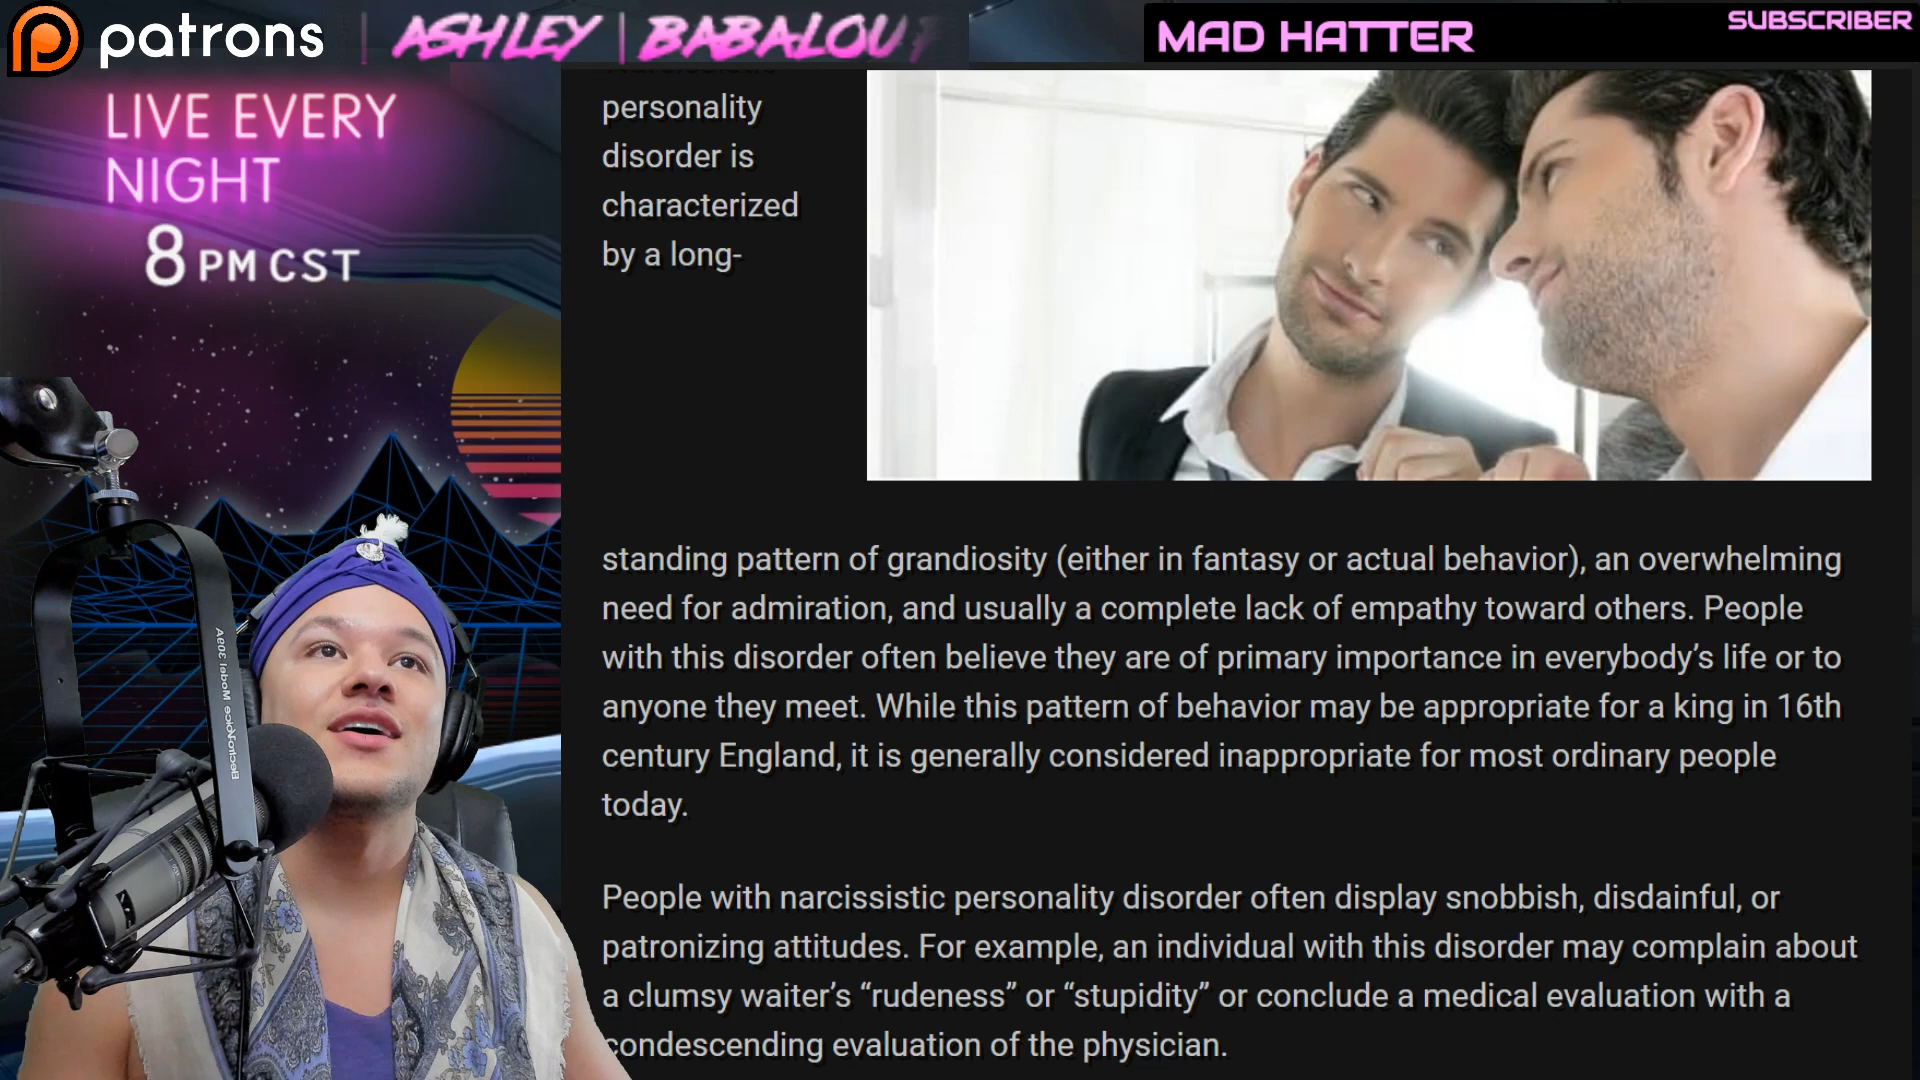 patrons
| ASHLEY | BABALOU
MAD HATTER
SUBSCRIBER
LIVE EVERY
NIGHT
8 PM CST
personality
disorder is
characterized
by a long-
standing pattern of grandiosity (either in fantasy or actual behavior), an overwhelming
need for admiration, and usually a complete lack of empathy toward others. People
with this disorder often believe they are of primary importance in everybody’s life or to
anyone they meet. While this pattern of behavior may be appropriate for a king in 16th
century England, it is generally considered inappropriate for most ordinary people
today.
People with narcissistic personality disorder often display snobbish, disdainful, or
patronizing attitudes. For example, an individual with this disorder may complain about
a clumsy waiter’s “rudeness” or “stupidity” or conclude a medical evaluation with a
condescending evaluation of the physician.
ElectroVoice Model 309A